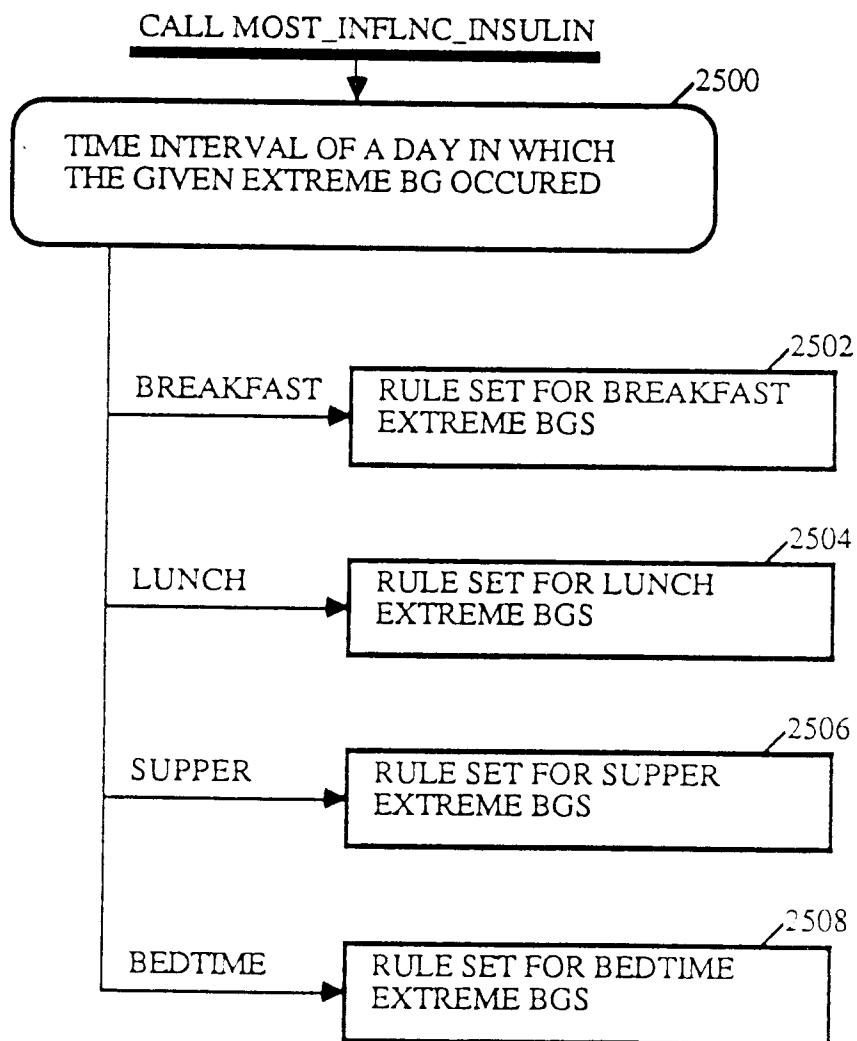 CALL MOST_INFLNC_INSULIN
2500
TIME INTERVAL OF A DAY IN WHICH
THE GIVEN EXTREME BG OCCURED
2502
BREAKFAST
RULE SET FOR BREAKFAST
EXTREME BGS
2504
LUNCH
RULE SET FOR LUNCH
EXTREME BGS
2506
SUPPER
RULE SET FOR SUPPER
EXTREME BGS
2508
BEDTIME
RULE SET FOR BEDTIME
EXTREME BGS